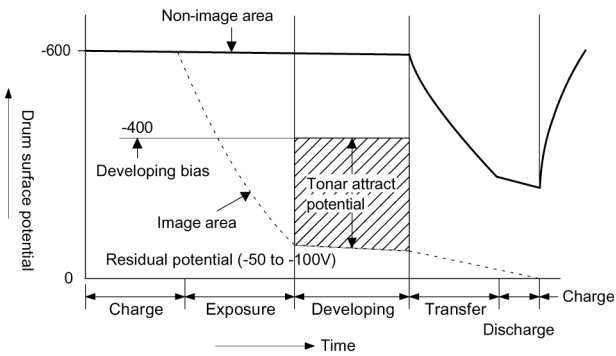 Non-image area
-600
-400
Developing bias
Tonar attract
potential
Image area
Residual potential (-50 to -100V)
Drum surface potential
0
Charge
Exposure
Developing
Transfer
Charge
Discharge
Time